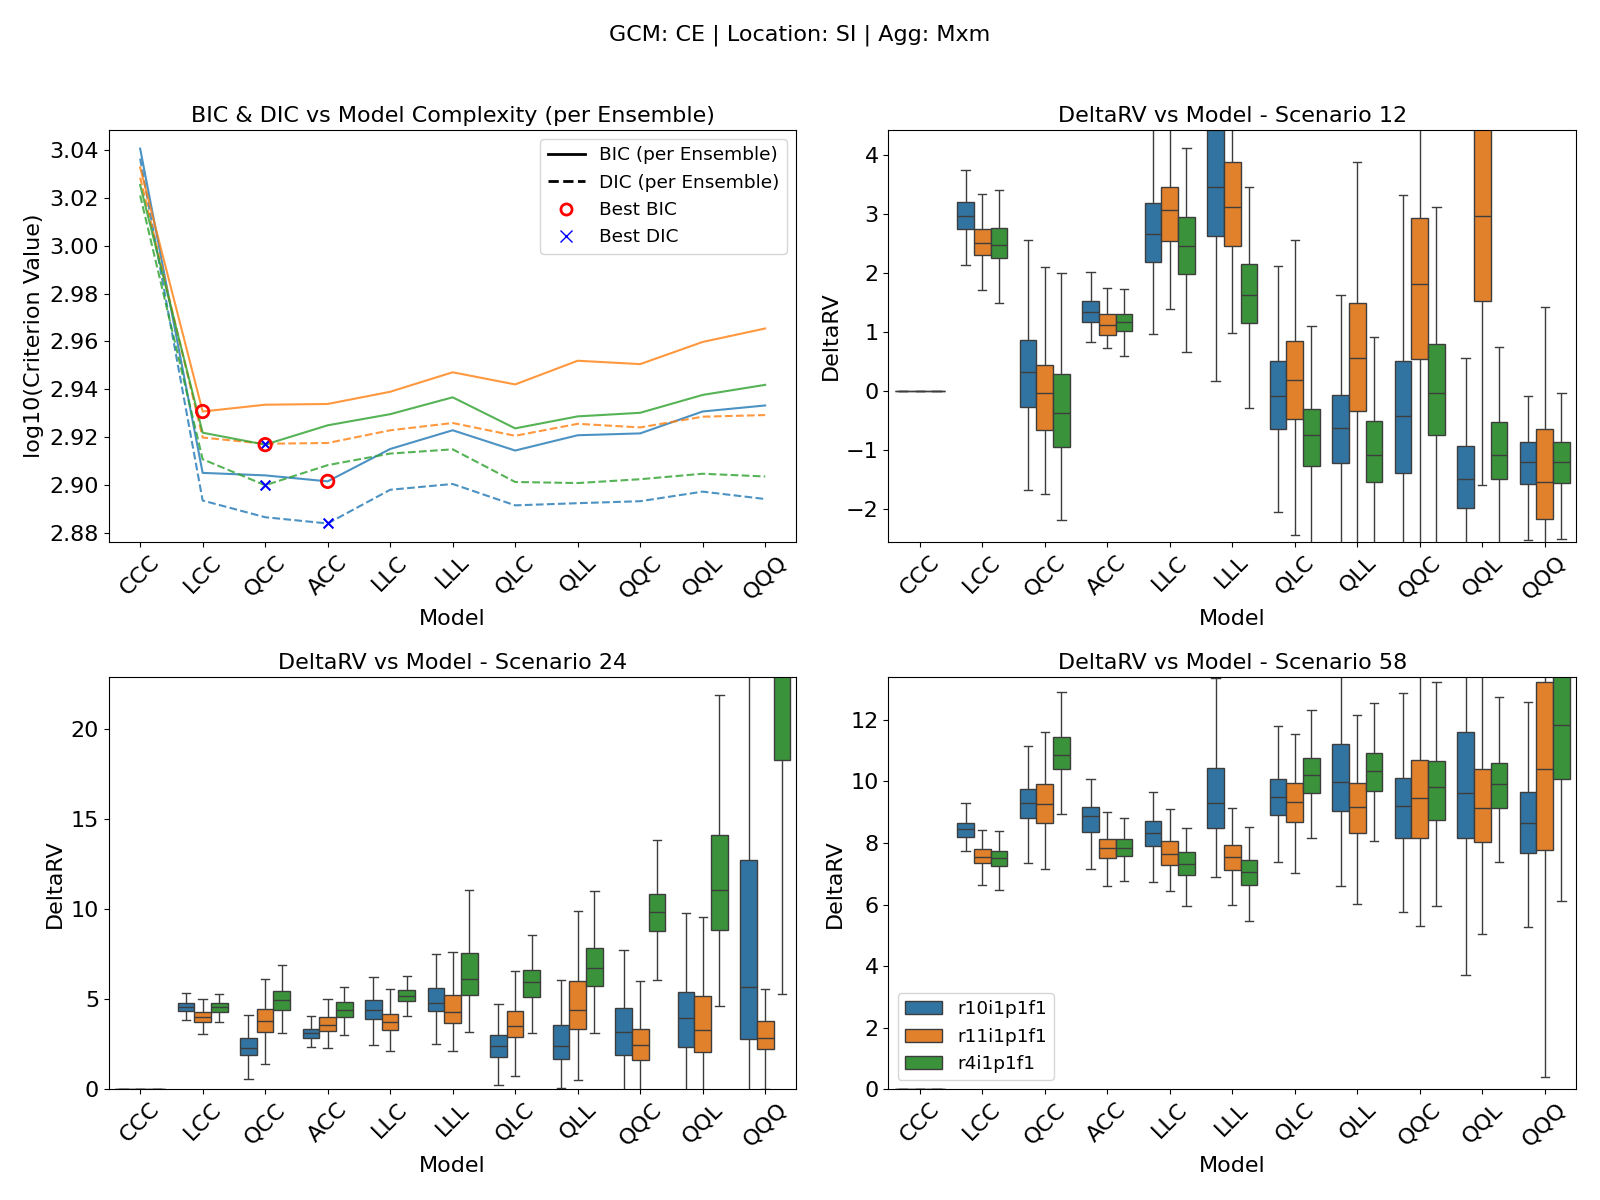 GCM: CE | Location: SI | Agg: Mxm
BIC & DIC vs Model Complexity (per Ensemble)
log10(Criterion Value)
3.04
3.02
3.00
2.98
2.96
2.94
2.92
2.90
2.88
BIC (per Ensemble)
DIC (per Ensemble)
Best BIC
Best DIC
CCC LCC QCC ACC LLC LLL QLC QLL QQC QQL QQQ
Model
DeltaRV vs Model - Scenario 12
DeltaRV
4
3
2
1
0
−1
−2
CCC LCC QCC ACC LLC LLL QLC QLL QQC QQL QQQ
Model
DeltaRV vs Model - Scenario 24
DeltaRV
20
15
10
5
0
CCC LCC QCC ACC LLC LLL QLC QLL QQC QQL QQQ
Model
DeltaRV vs Model - Scenario 58
DeltaRV
12
10
8
6
4
2
0
r10i1p1f1
r11i1p1f1
r4i1p1f1
CCC LCC QCC ACC LLC LLL QLC QLL QQC QQL QQQ
Model